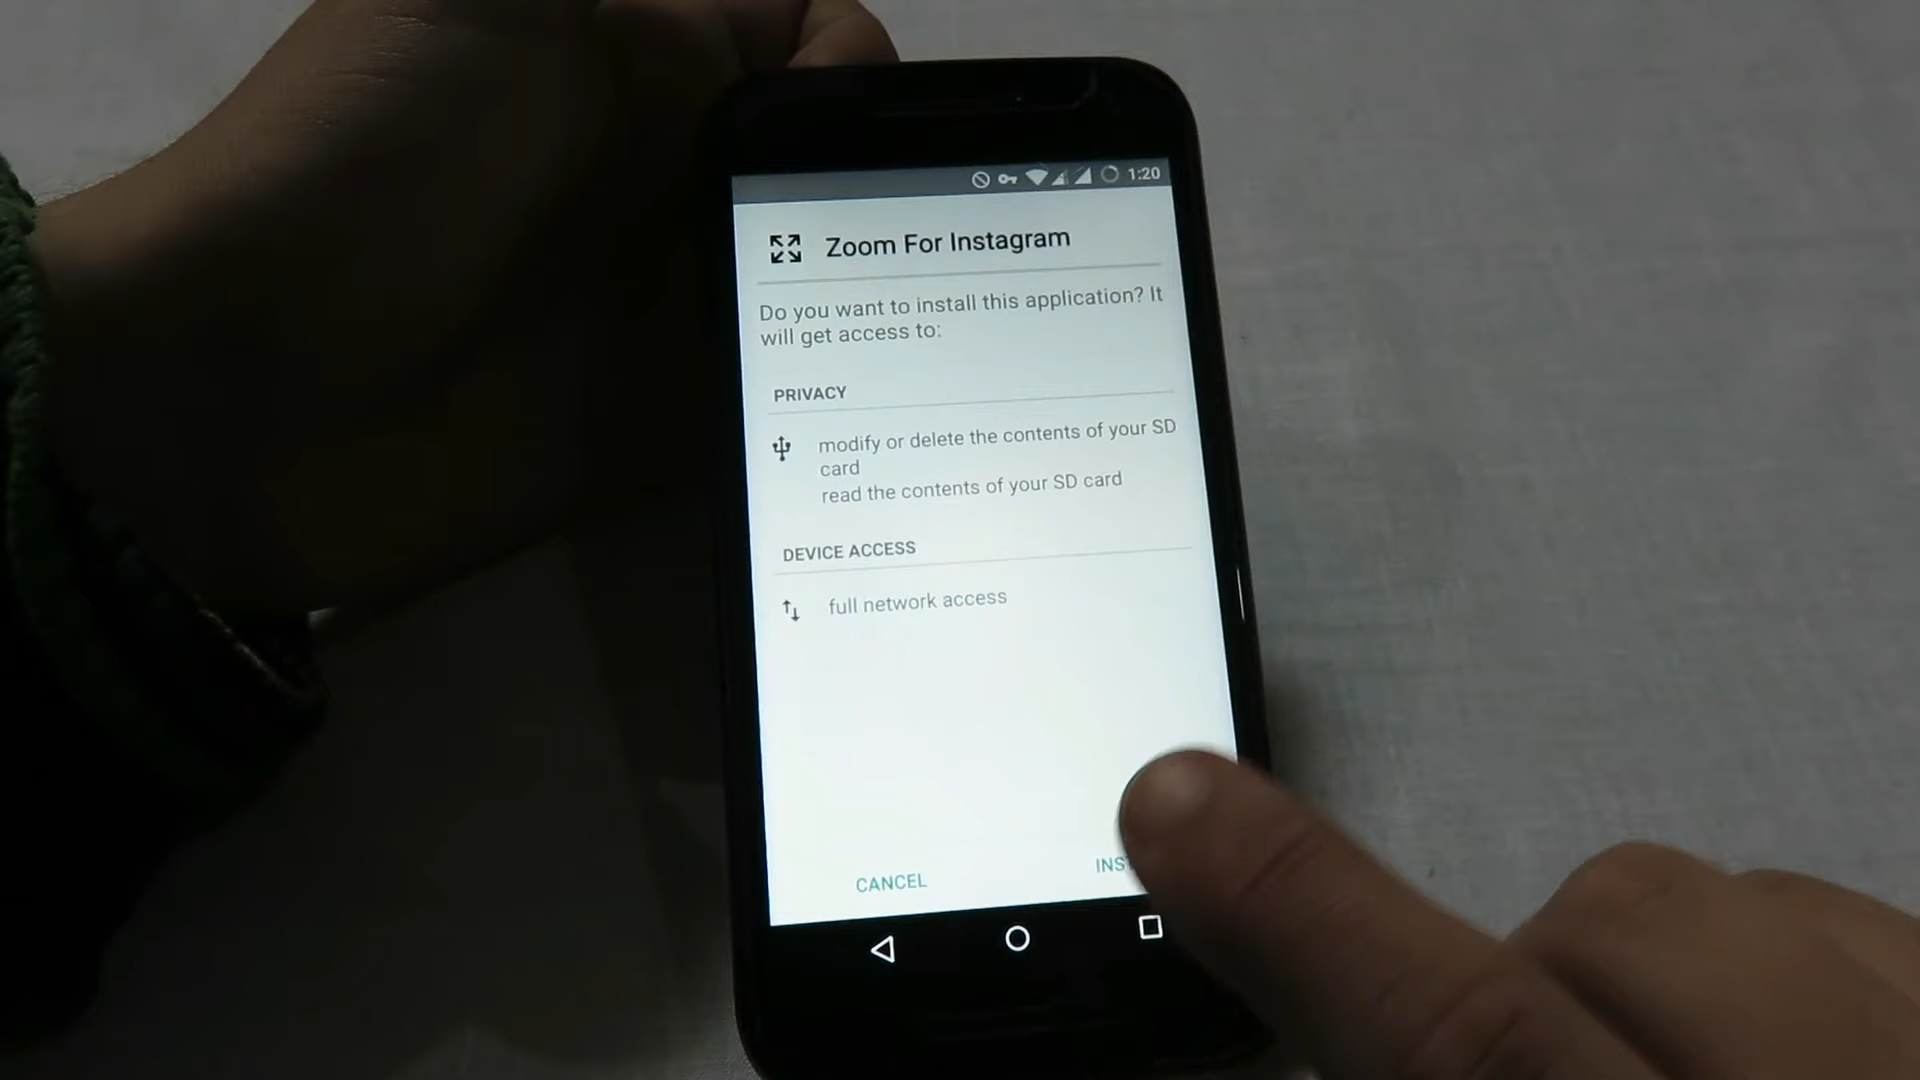 1:20
Zoom For Instagram
Do you want to install this application? It
will get access to:
PRIVACY
modify or delete the contents of your SD
card
read the contents of your SD card
DEVICE ACCESS
full network access
CANCEL
INS